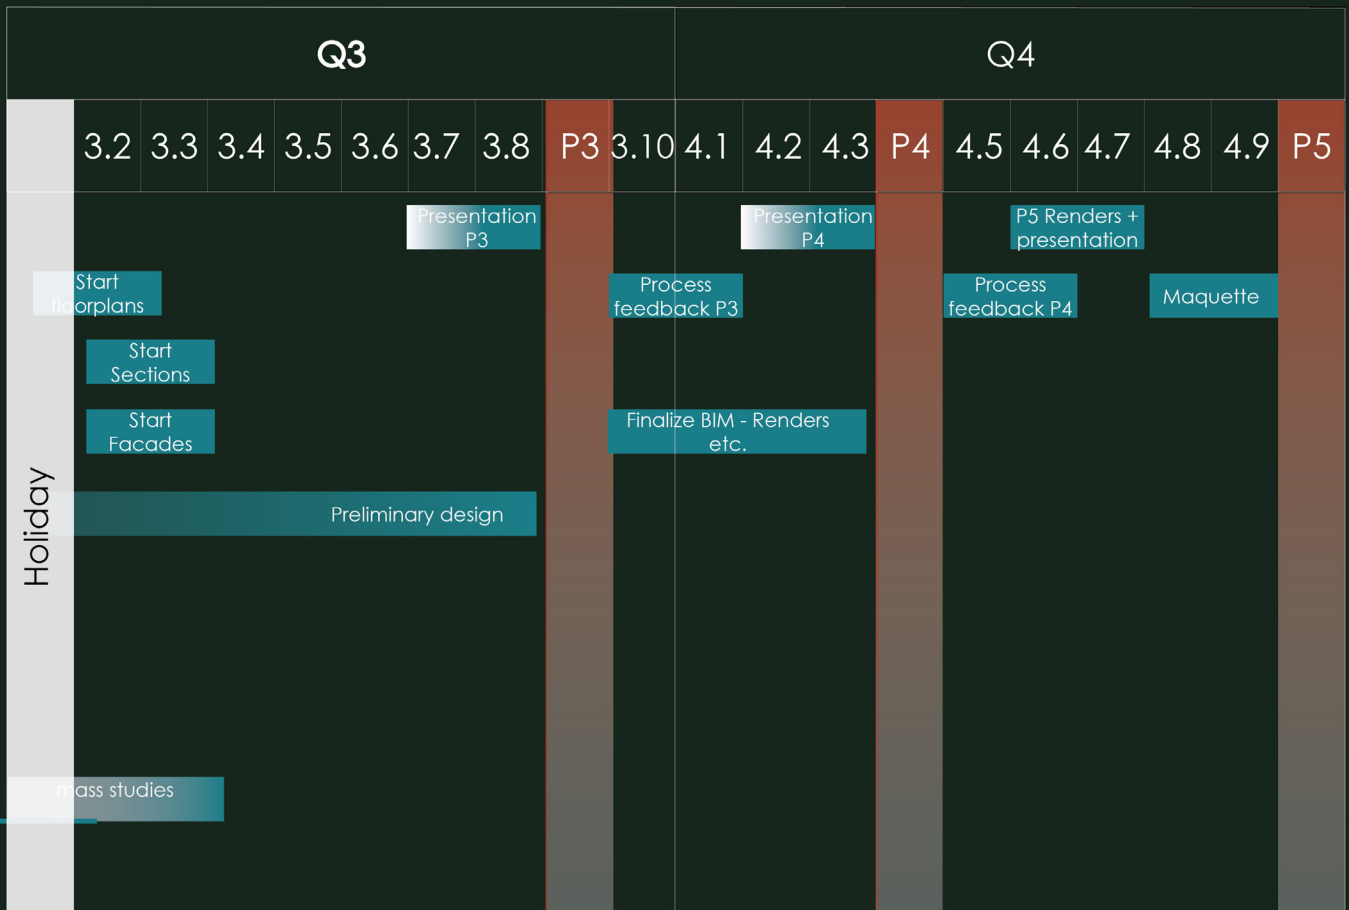 Q3 Q4
3.2 3.3 3.4 3.5 3.6 3.7 3.8 P3 3.10 4.1 4.2 4.3 P4 4.5 4.6 4.7 4.8 4.9 P5
Presentation
P3
Presentation
P4
P5 Renders +
presentation
Start
floorplans
Process
feedback P3
Process
feedback P4
Maquette
Start
Sections
Start
Facades
Finalize BIM - Renders
etc.
Preliminary design
Holiday
mass studies